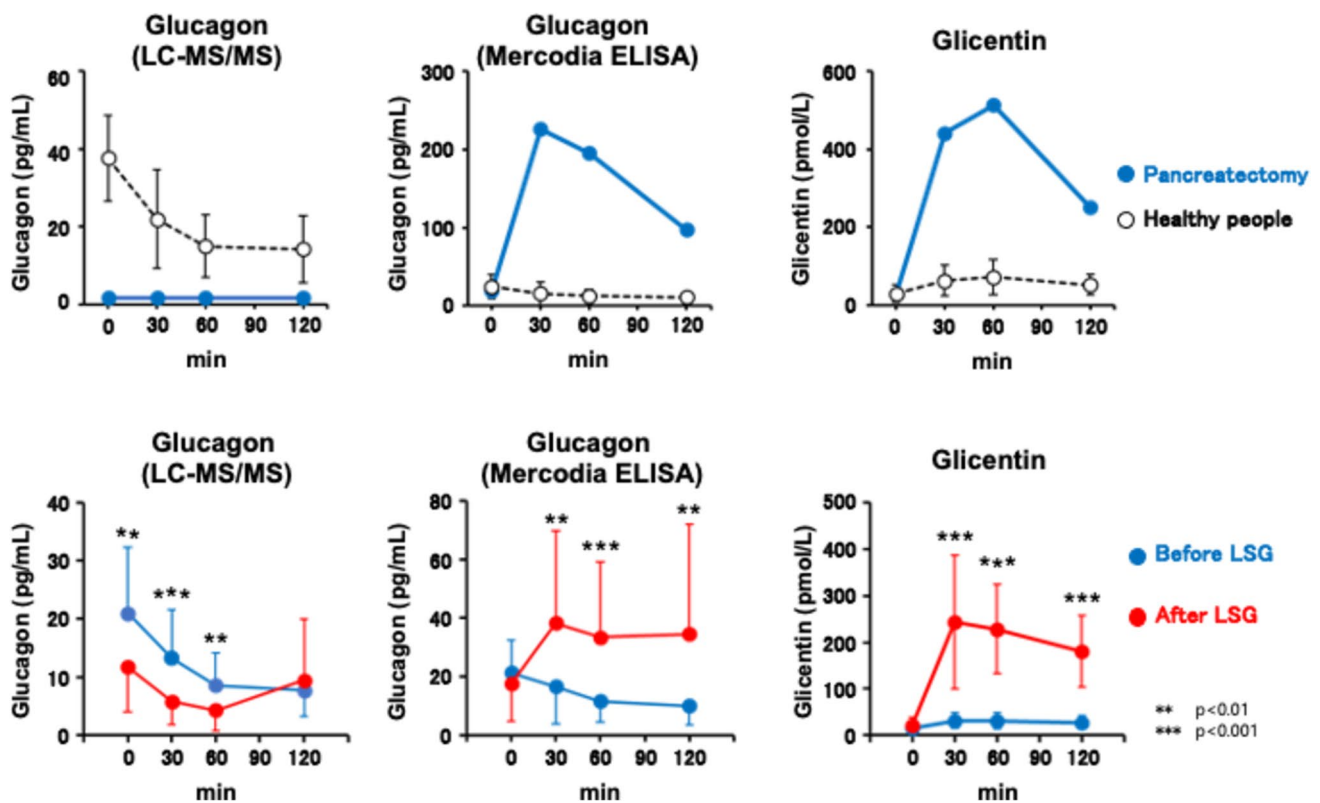 Glucagon
(LC-MS/MS)
Glucagon (pg/mL)
60
40
20
0
0 30 60 90 120
min
Glucagon
(Mercodia ELISA)
Glucagon (pg/mL)
300
200
100
0
0 30 60 90 120
min
Glicentin
Glicentin (pmol/L)
600
400
200
0
0 30 60 90 120
min
Pancreatectomy
Healthy people
Glucagon
(LC-MS/MS)
Glucagon (pg/mL)
40
30
20
10
0
**
***
**
0 30 60 90 120
min
Glucagon
(Mercodia ELISA)
Glucagon (pg/mL)
80
60
40
20
0
**
***
**
0 30 60 90 120
min
Glicentin
Glicentin (pmol/L)
500
400
300
200
100
0
***
***
***
0 30 60 90 120
min
Before LSG
After LSG
** p<0.01
*** p<0.001